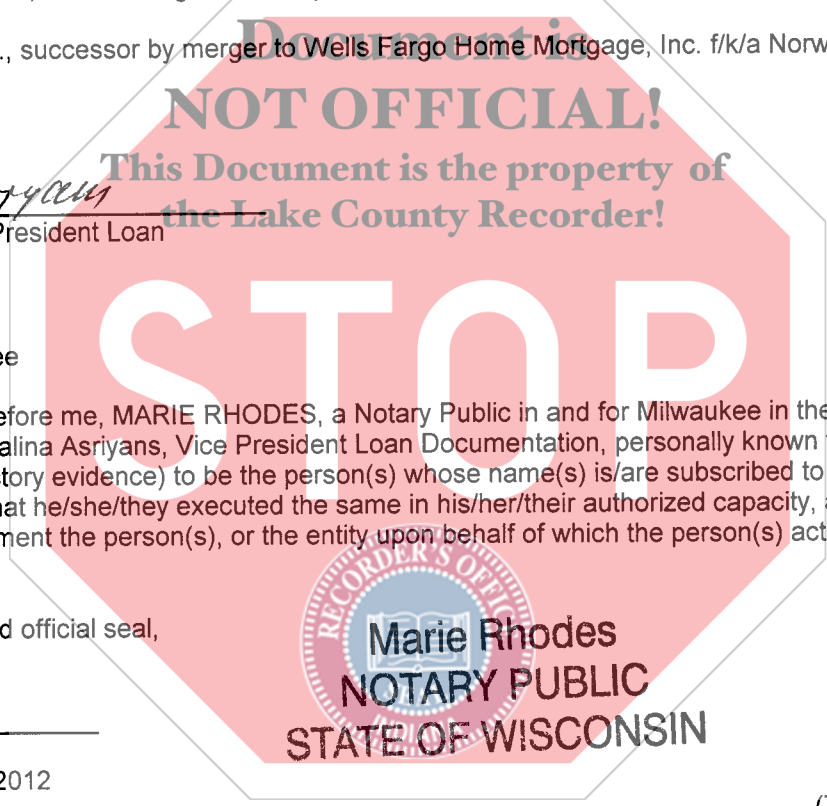 Document is
., successor by merger to Wells Fargo Home Mortgage, Inc. f/k/a Norw
NOT OFFICIAL!
This Document is the property of
the Lake County Recorder!
President Loan
STOP
ee
efore me, MARIE RHODES, a Notary Public in and for Milwaukee in the
alina Asriyans, Vice President Loan Documentation, personally known
tory evidence) to be the person(s) whose name(s) is/are subscribed to
nat he/she/they executed the same in his/her/their authorized capacity,
ment the person(s), or the entity upon behalf of which the person(s) act
RECORDER'S OFFICE
d official seal,
Marie Rhodes
NOTARY PUBLIC
STATE OF WISCONSIN
INDIANA
2012